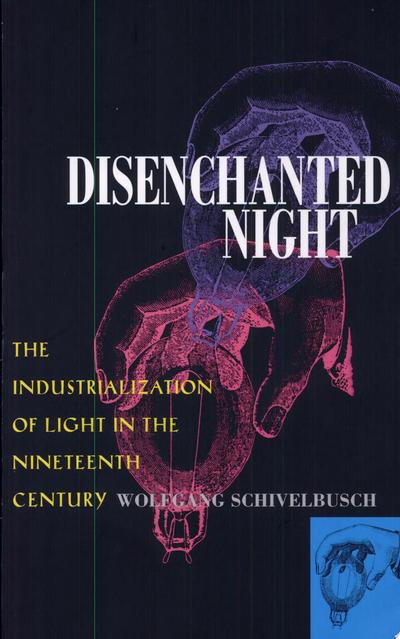 DISENCHANTED
NIGHT
THE
INDUSTRIALIZATION
OF LIGHT IN THE
NINETEENTH
CENTURY WOLFGANG SCHIVELBUSCH